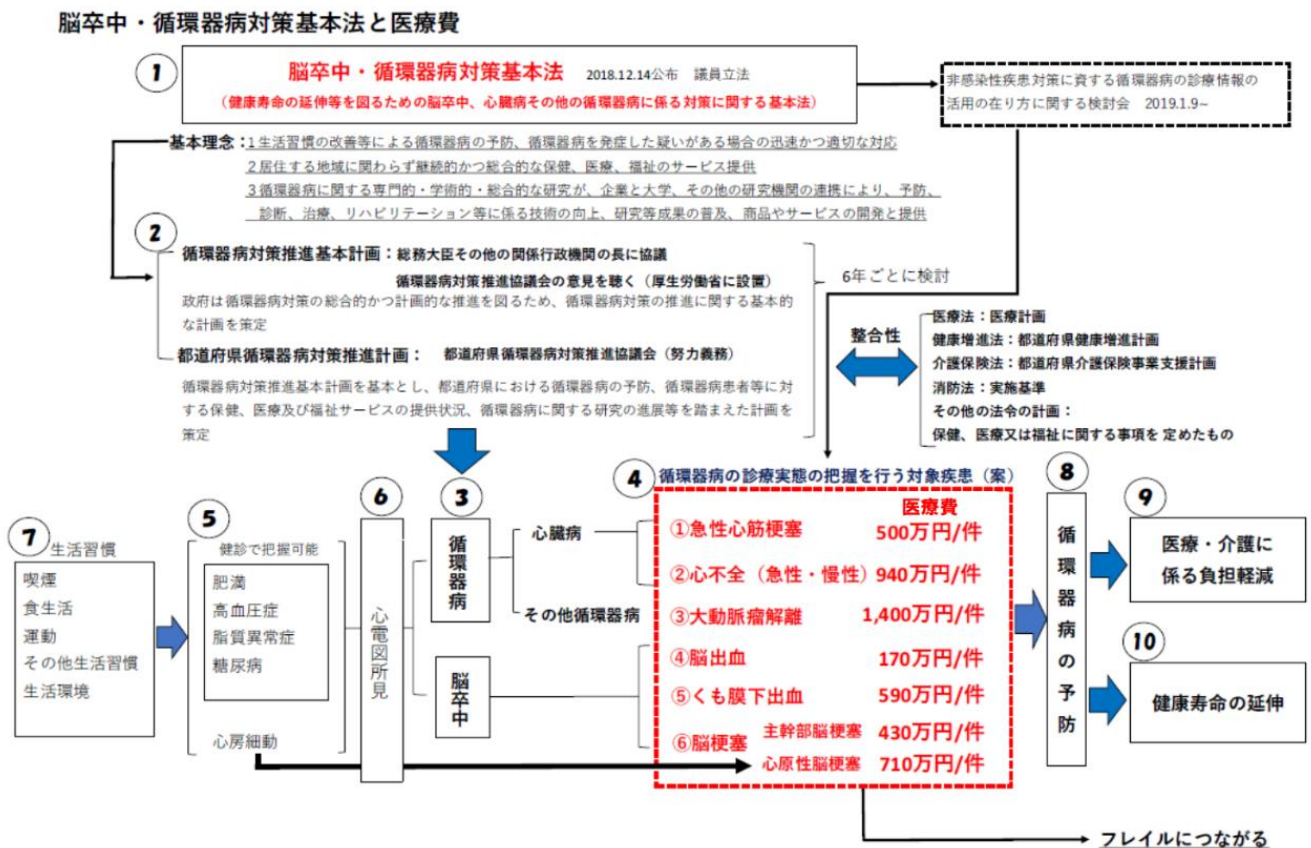 脳卒中・循環器病対策基本法と医療費
①
脳卒中・循環器病対策基本法 2018.12.14公布 議員立法
（健康寿命の延伸等を図るための脳卒中、心臓病その他の循環器病に係る対策に関する基本法）
非感染性疾患対策に資する循環器病の診療情報の
活用の在り方に関する検討会 2019.1.9~
基本理念：1生活習慣の改善等による循環器病の予防、循環器病を発症した疑いがある場合の迅速かつ適切な対応
2居住する地域に関わらず継続的かつ総合的な保健、医療、福祉のサービス提供
3循環器病に関する専門的・学術的・総合的な研究が、企業と大学、その他の研究機関の連携により、予防、
診断、治療、リハビリテーション等に係る技術の向上、研究等成果の普及、商品やサービスの開発と提供
②
循環器病対策推進基本計画：総務大臣その他の関係行政機関の長に協議
循環器病対策推進協議会の意見を聴く（厚生労働省に設置）
政府は循環器病対策の総合的かつ計画的な推進を図るため、循環器病対策の推進に関する基本的
な計画を策定
都道府県循環器病対策推進計画： 都道府県循環器病対策推進協議会（努力義務）
循環器病対策推進基本計画を基本とし、都道府県における循環器病の予防、循環器病患者等に対
する保健、医療及び福祉サービスの提供状況、循環器病に関する研究の進展等を踏まえた計画を
策定
6年ごとに検討
整合性
医療法：医療計画
健康増進法：都道府県健康増進計画
介護保険法：都道府県介護保険事業支援計画
消防法：実施基準
その他の法令の計画：
保健、医療又は福祉に関する事項を 定めたもの
⑦
生活習慣
喫煙
食生活
運動
その他生活習慣
生活環境
⑤
健診で把握可能
肥満
高血圧症
脂質異常症
糖尿病
心房細動
⑥
心電図所見
③
循環器病
脳卒中
心臓病
その他循環器病
④
循環器病の診療実態の把握を行う対象疾患（案）
医療費
①急性心筋梗塞 500万円/件
②心不全（急性・慢性） 940万円/件
③大動脈瘤解離 1,400万円/件
④脳出血 170万円/件
⑤くも膜下出血 590万円/件
⑥脳梗塞 主幹部脳梗塞 430万円/件
心原性脳梗塞 710万円/件
⑧
循環器病の予防
⑨
医療・介護に
係る負担軽減
⑩
健康寿命の延伸
フレイルにつながる